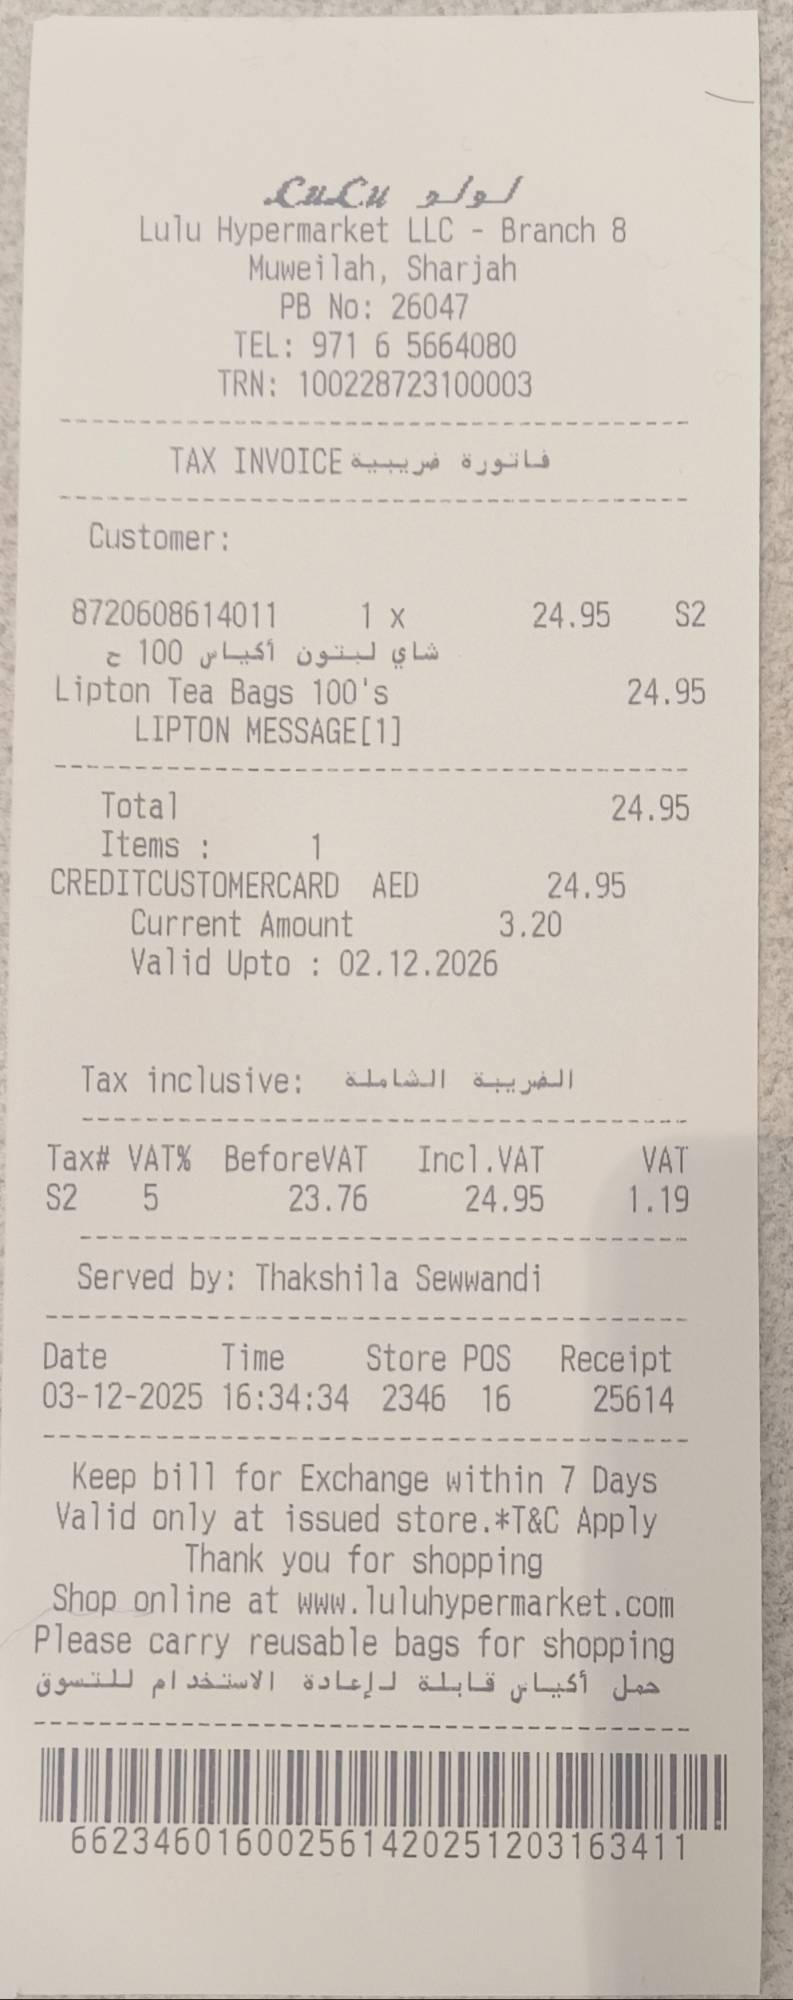 LuLu لولو
Lulu Hypermarket LLC - Branch 8
Muweilah, Sharjah
PB No: 26047
TEL: 971 6 5664080
TRN: 100228723100003
TAX INVOICE فاتورة ضريبية
Customer:
8720608614011 1 x 24.95 S2
شاي لبتون أكياس 100 ح
Lipton Tea Bags 100's 24.95
LIPTON MESSAGE[1]
Total 24.95
Items : 1
CREDITCUSTOMERCARD AED 24.95
Current Amount 3.20
Valid Upto : 02.12.2026
Tax inclusive: الضريبة الشاملة
Tax# VAT% BeforeVAT Incl.VAT VAT
S2 5 23.76 24.95 1.19
Served by: Thakshila Sewwandi
Date Time Store POS Receipt
03-12-2025 16:34:34 2346 16 25614
Keep bill for Exchange within 7 Days
Valid only at issued store.*T&C Apply
Thank you for shopping
Shop online at www.luluhypermarket.com
Please carry reusable bags for shopping
حمل أكياس قابلة لإعادة الاستخدام للتسوق
66234601600256142025120316​3411